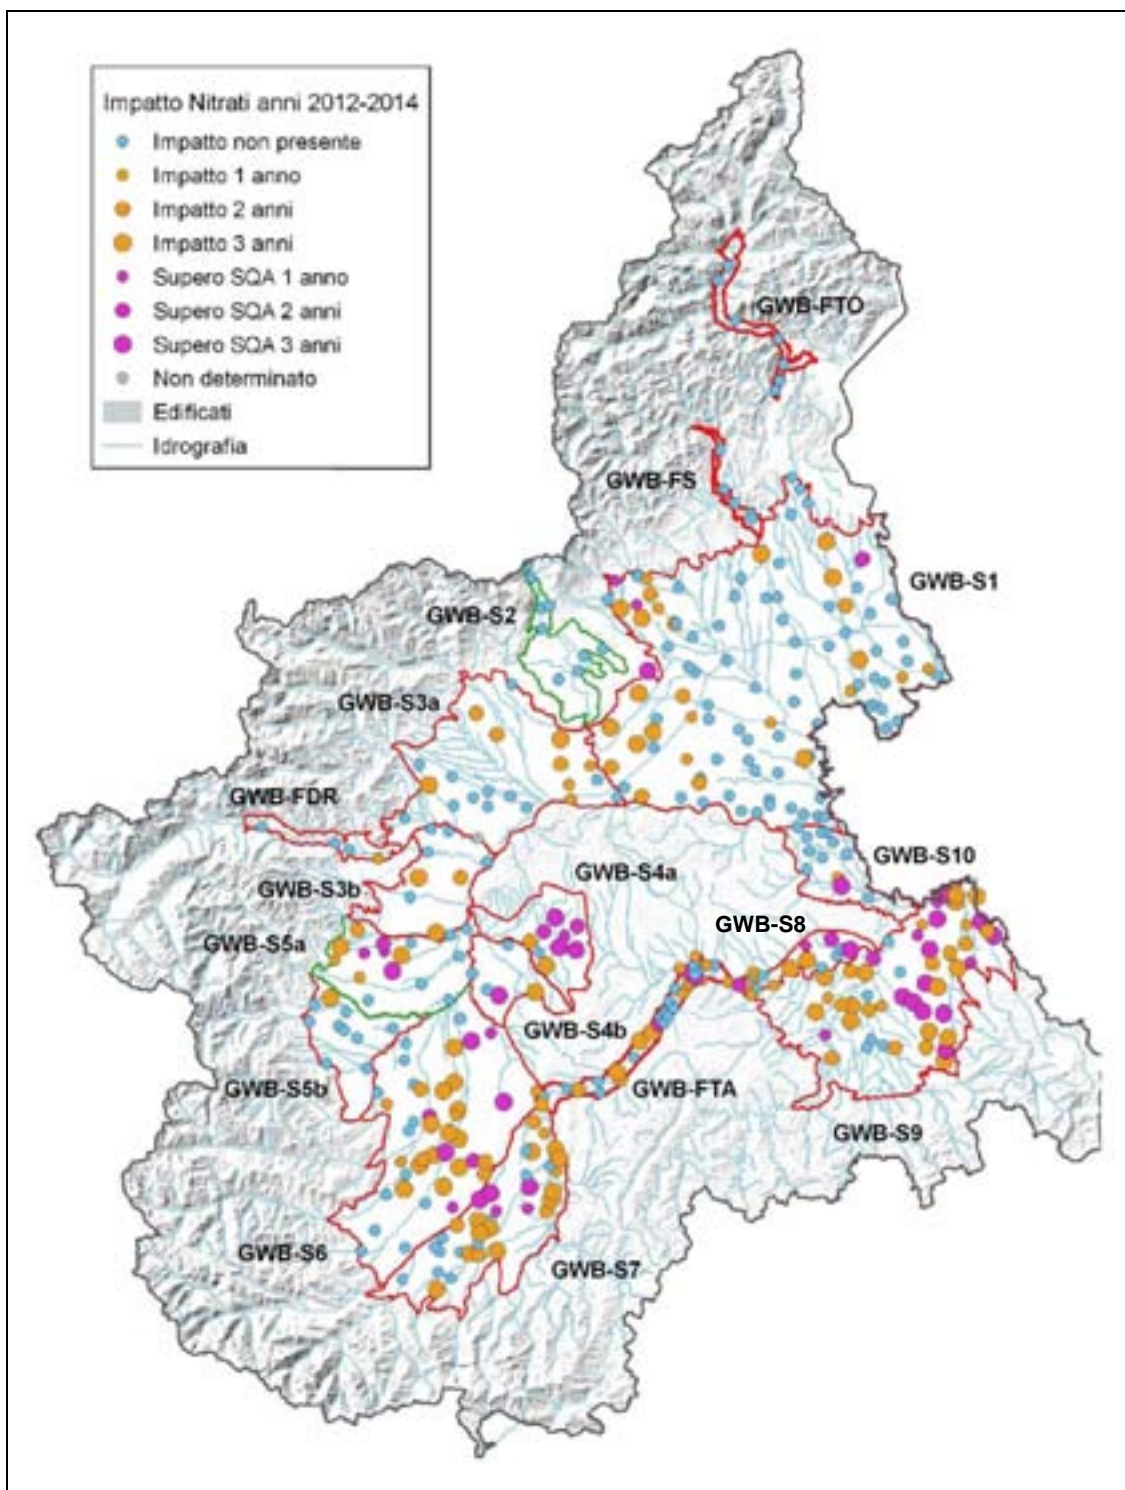 Impatto Nitrati anni 2012-2014
Impatto non presente
Impatto 1 anno
Impatto 2 anni
Impatto 3 anni
Supero SQA 1 anno
Supero SQA 2 anni
Supero SQA 3 anni
Non determinato
Edificati
Idrografia
GWB-FTO
GWB-FS
GWB-S1
GWB-S2
GWB-S3a
GWB-FDR
GWB-S10
GWB-S4a
GWB-S3b
GWB-S8
GWB-S5a
GWB-S4b
GWB-S5b
GWB-FTA
GWB-S9
GWB-S6
GWB-S7